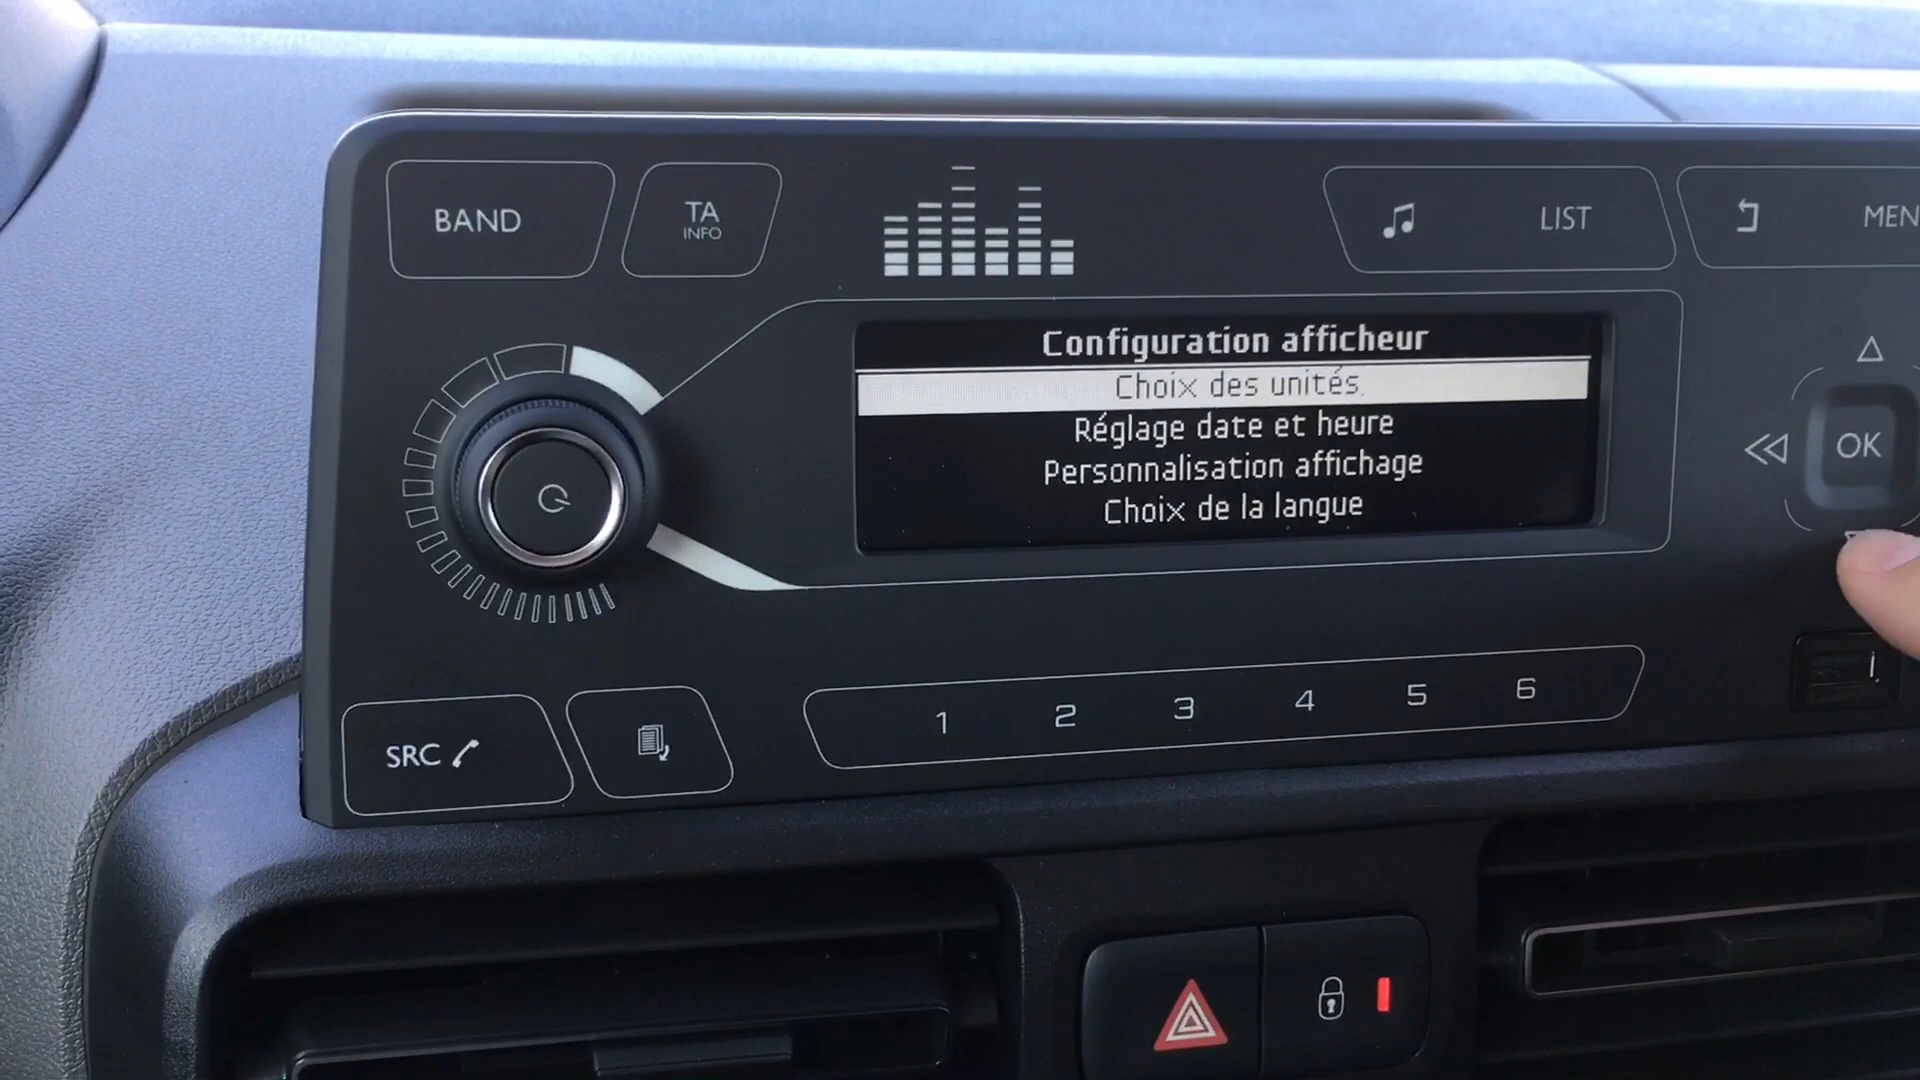 BAND
TA
INFO
LIST
MEN
Configuration afficheur
Choix des unités.
Réglage date et heure
Personnalisation affichage
Choix de la langue
OK
SRC
1 2 3 4 5 6